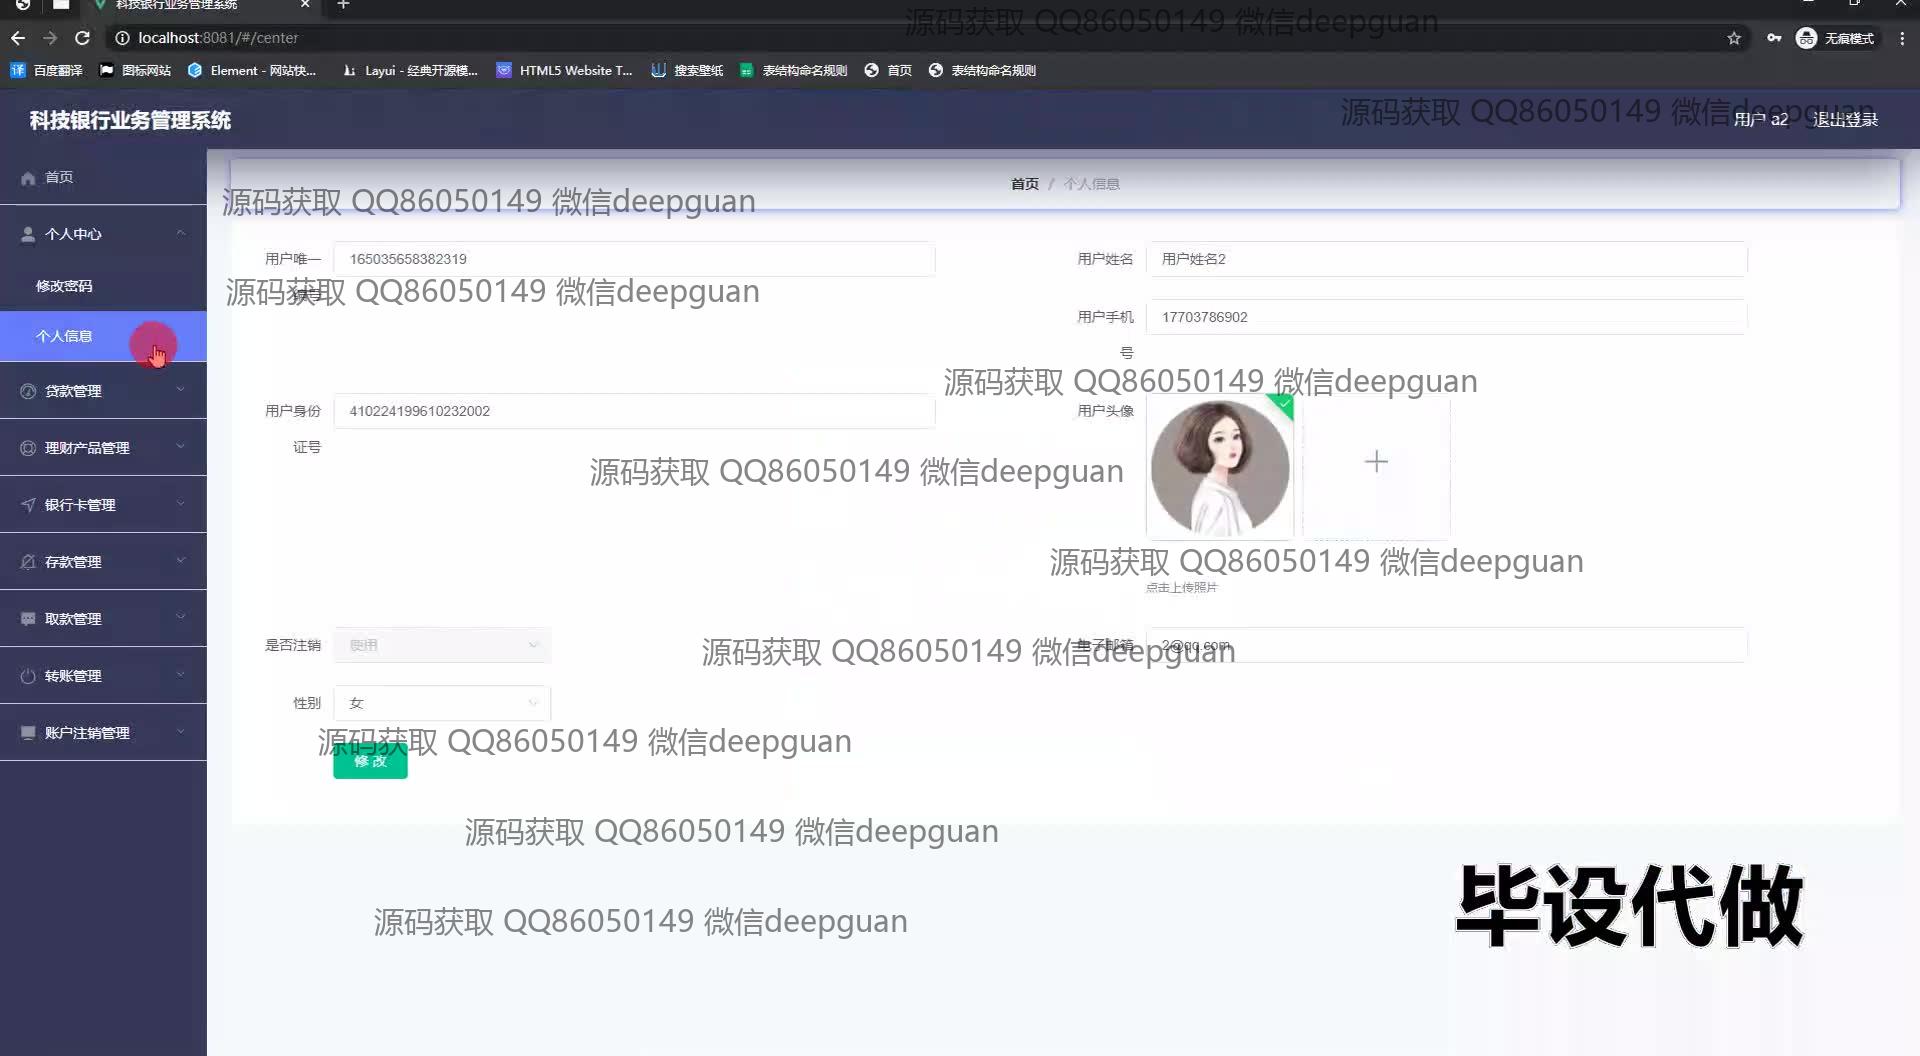 科技银行业务管理系统
源码获取 QQ86050149 微信deepguan
localhost:8081/#/center
无痕模式
百度翻译 图标网站 Element - 网站快... Layui - 经典开源模... HTML5 Website T... 搜索壁纸 表结构命名规则 首页 表结构命名规则
科技银行业务管理系统
源码获取 QQ86050149 微信deepguan
用户 a2 退出登录
首页
首页 / 个人信息
源码获取 QQ86050149 微信deepguan
个人中心
用户唯一编号 165035658382319
用户姓名 用户姓名2
修改密码
源码获取 QQ86050149 微信deepguan
个人信息
用户手机号 17703786902
贷款管理
源码获取 QQ86050149 微信deepguan
用户身份证号 410224199610232002
用户头像
理财产品管理
源码获取 QQ86050149 微信deepguan
银行卡管理
存款管理
源码获取 QQ86050149 微信deepguan
点击上传照片
取款管理
是否注销 使用
源码获取 QQ86050149 微信deepguan
电子邮箱 2@qq.com
转账管理
性别 女
账户注销管理
源码获取 QQ86050149 微信deepguan
修改
源码获取 QQ86050149 微信deepguan
源码获取 QQ86050149 微信deepguan
毕设代做